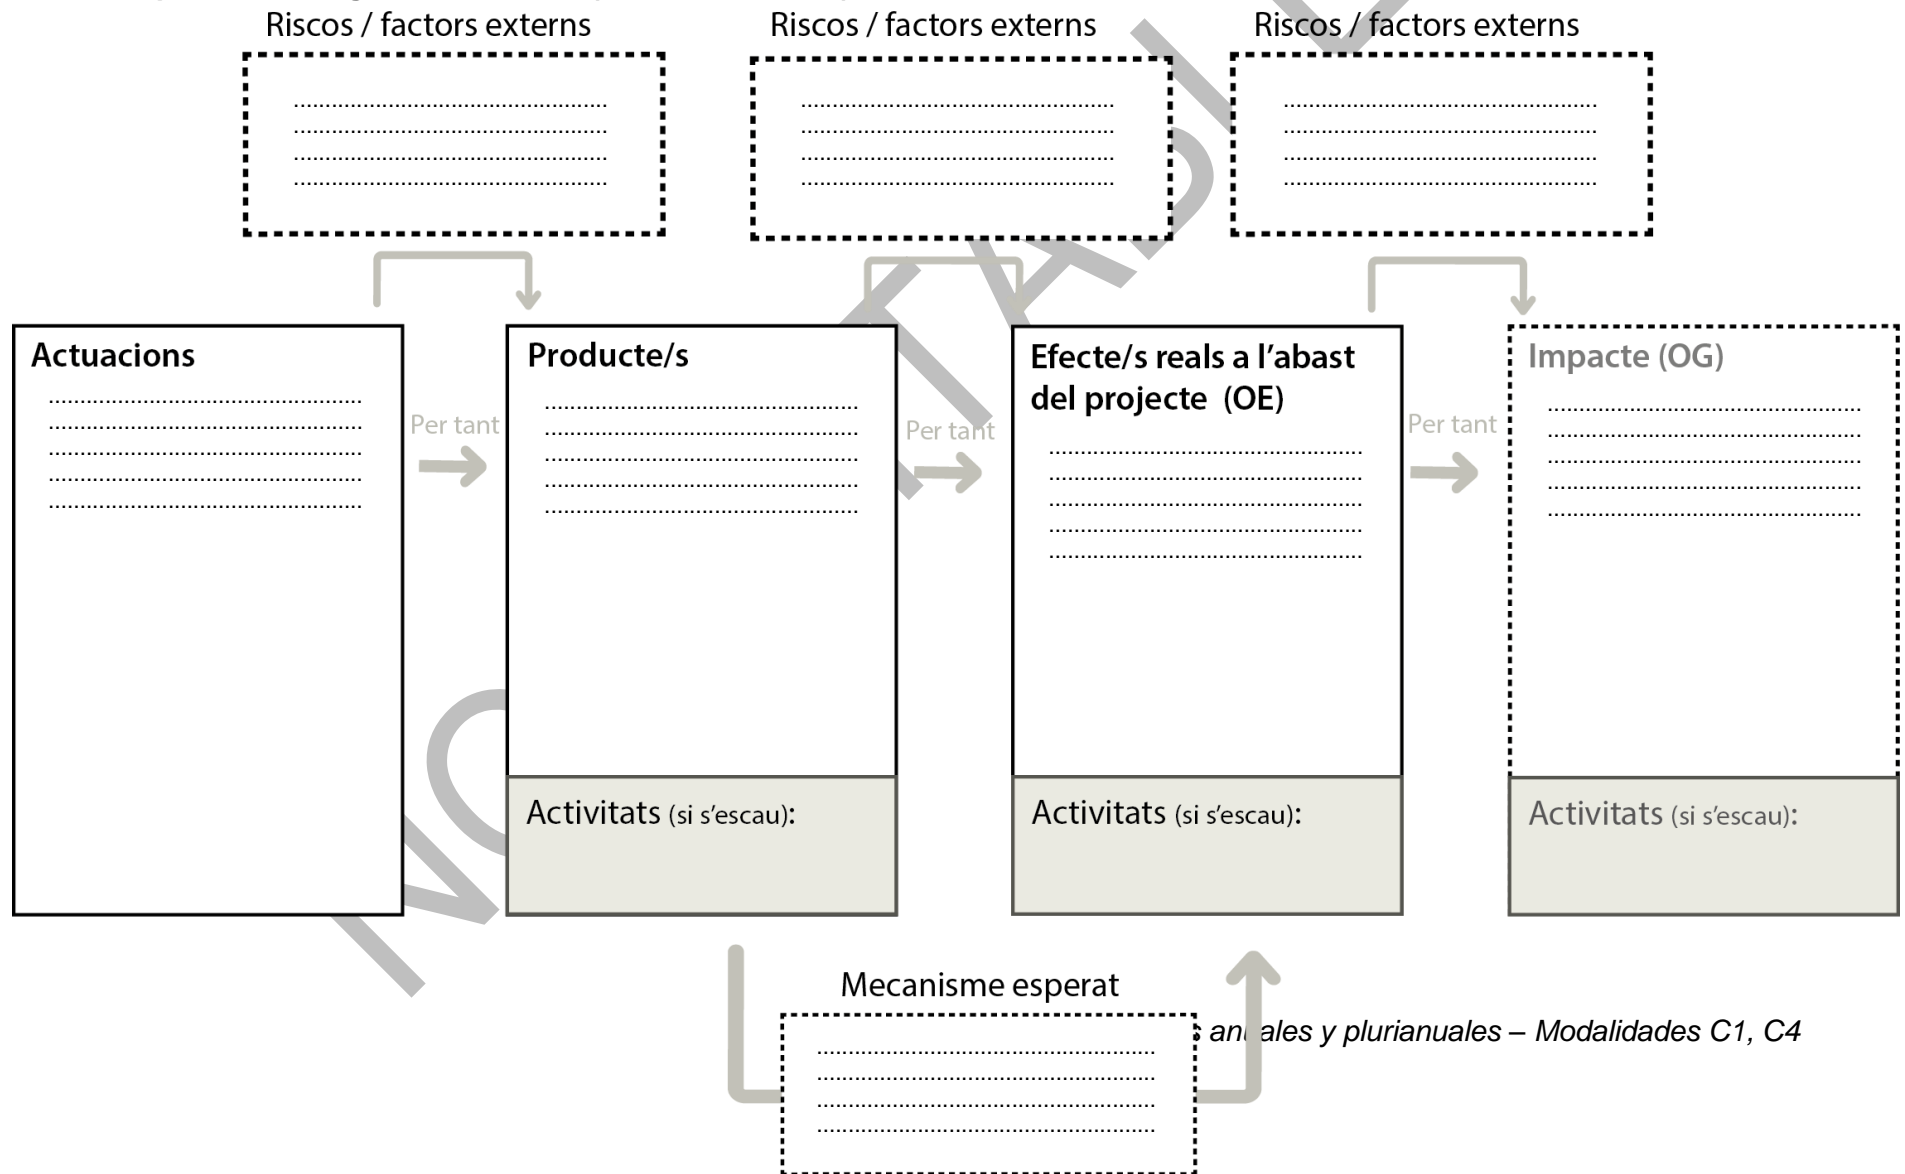 Riscos / factors externs
Riscos / factors externs
Riscos / factors externs
Actuacions
Per tant
Producte/s
Activitats (si s'escau):
Per tant
Efecte/s reals a l'abast
del projecte (OE)
Activitats (si s'escau):
Per tant
Impacte (OG)
Activitats (si s'escau):
Mecanisme esperat
anuales y plurianuales – Modalidades C1, C4